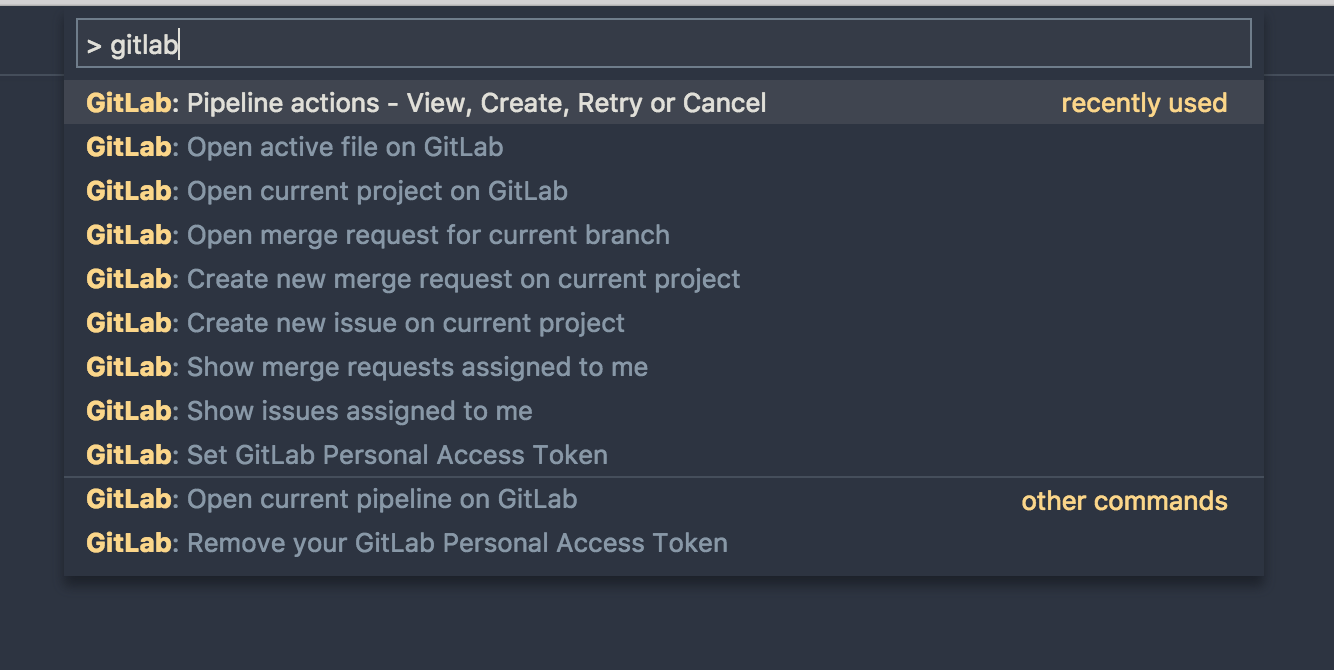 > gitlab
GitLab: Pipeline actions - View, Create, Retry or Cancel recently used
GitLab: Open active file on GitLab
GitLab: Open current project on GitLab
GitLab: Open merge request for current branch
GitLab: Create new merge request on current project
GitLab: Create new issue on current project
GitLab: Show merge requests assigned to me
GitLab: Show issues assigned to me
GitLab: Set GitLab Personal Access Token
GitLab: Open current pipeline on GitLab other commands
GitLab: Remove your GitLab Personal Access Token